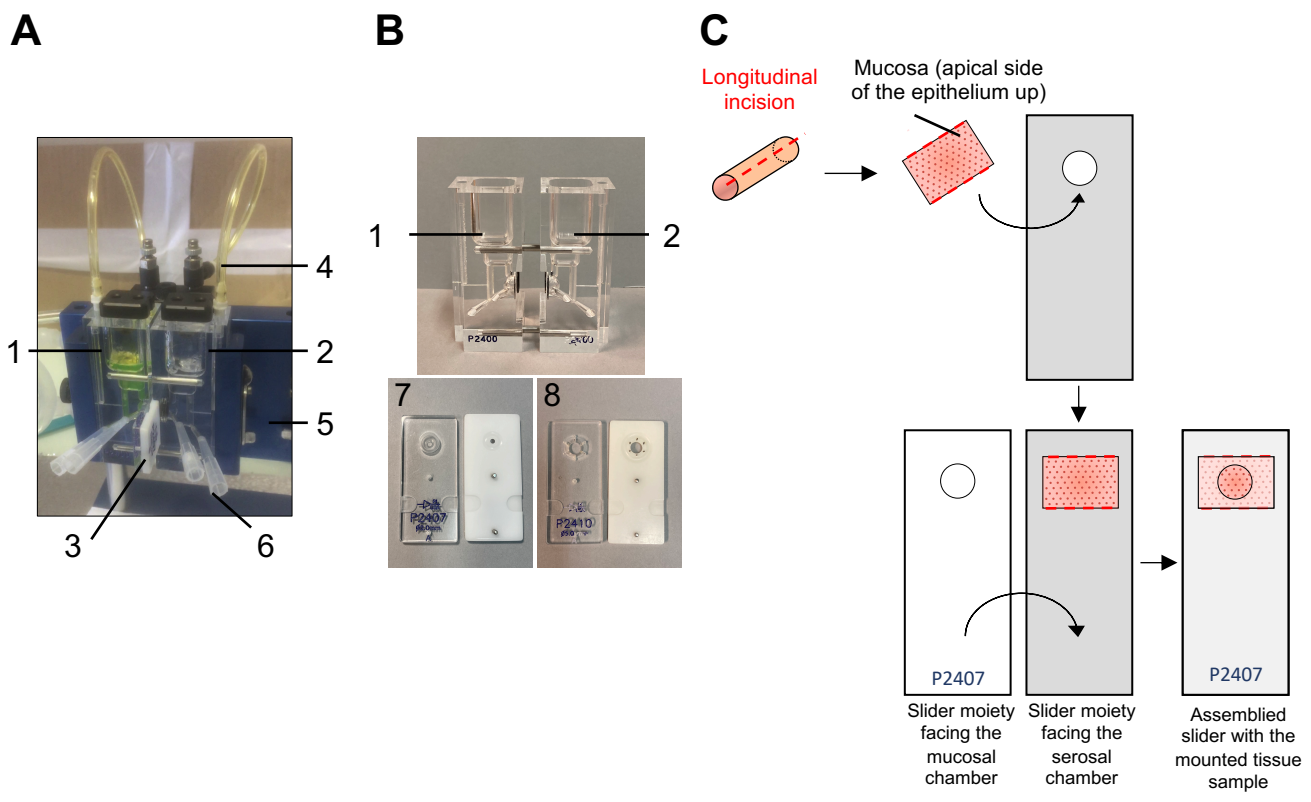 A
B
C
Longitudinal
incision
Mucosa (apical side
of the epithelium up)
1
2
3
4
5
6
1
2
P2400
7
8
P2407
P2410
P2407
P2407
Slider moiety
facing the
mucosal
chamber
Slider moiety
facing the
serosal
chamber
Assemblied
slider with the
mounted tissue
sample